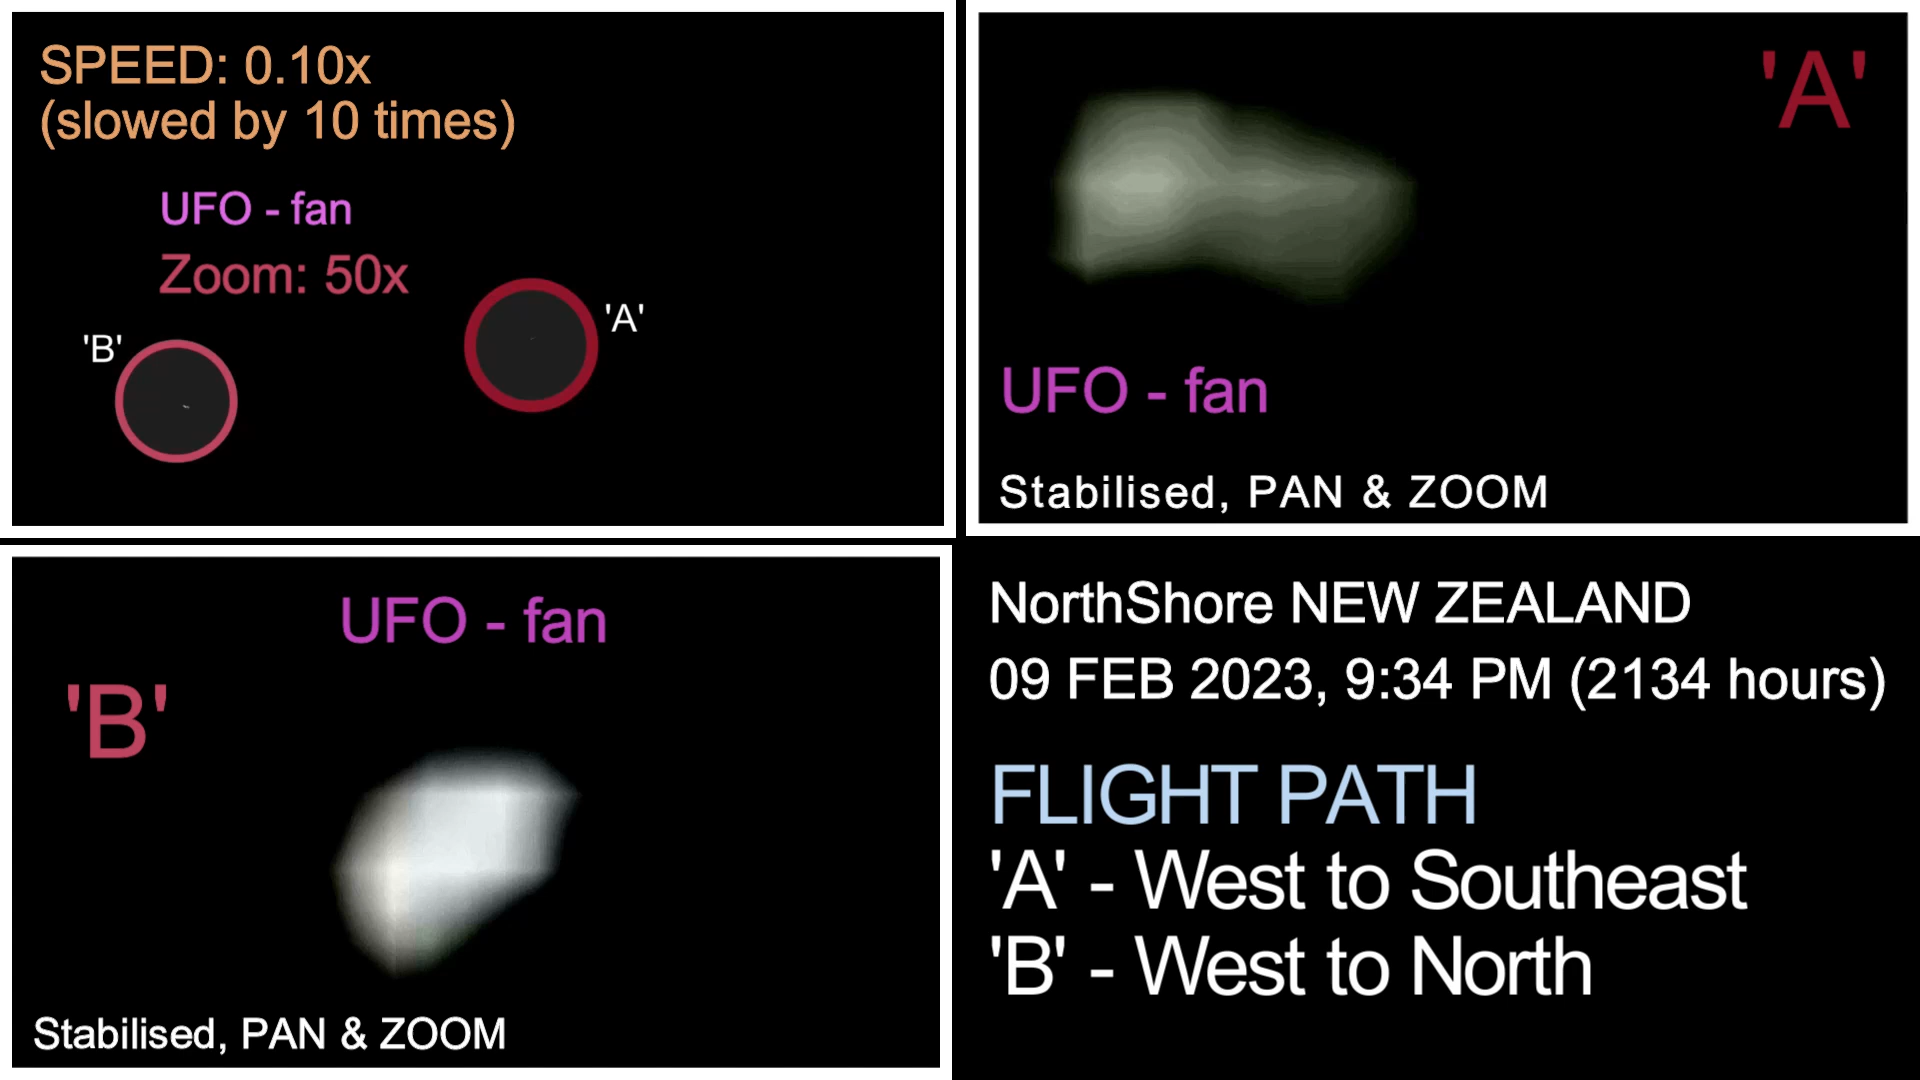 SPEED: 0.10x
(slowed by 10 times)
UFO - fan
Zoom: 50x
'A'
'B'
'A'
UFO - fan
Stabilised, PAN & ZOOM
UFO - fan
'B'
Stabilised, PAN & ZOOM
NorthShore NEW ZEALAND
09 FEB 2023, 9:34 PM (2134 hours)
FLIGHT PATH
'A' - West to Southeast
'B' - West to North